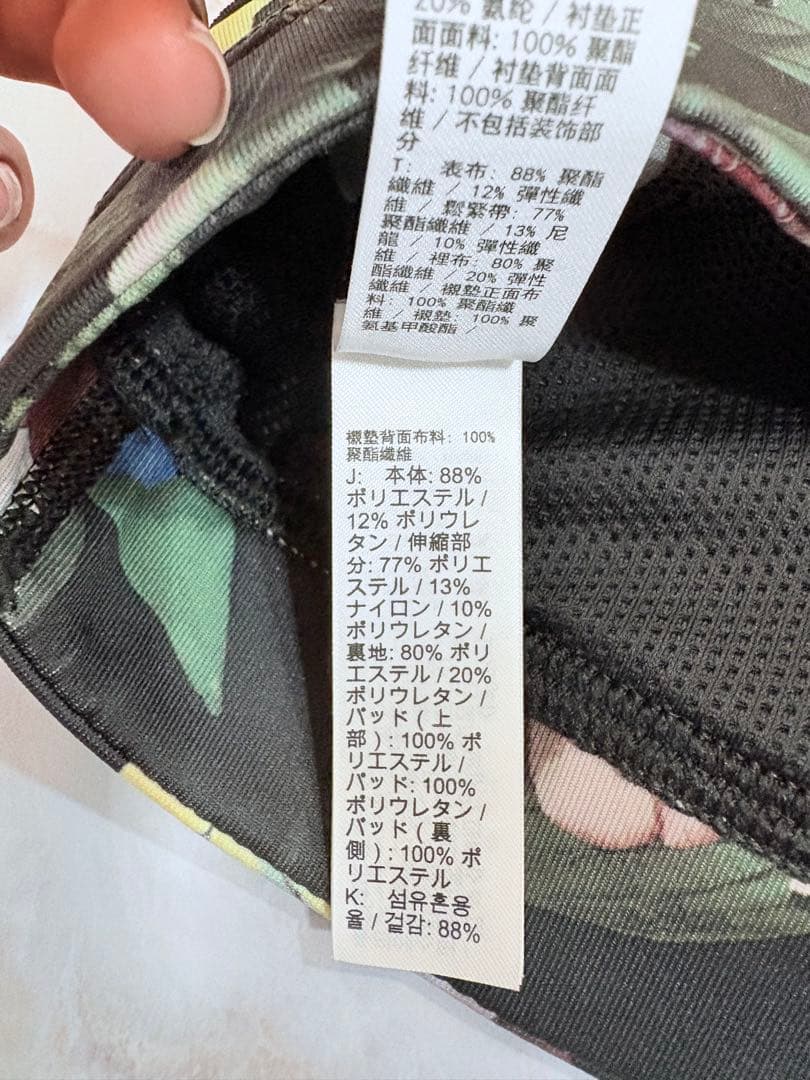 20% 氨纶 / 衬垫正
面面料: 100% 聚酯
纤维 / 衬垫背面面
料: 100% 聚酯纤
维 / 不包括装饰部
分
T: 表布: 88% 聚酯
纖維 / 12% 彈性纖
維 / 鬆緊帶: 77%
聚酯纖維 / 13% 尼
龍 / 10% 彈性纖
維 / 裡布: 80% 聚
酯纖維 / 20% 彈性
纖維 / 襯墊正面布
料: 100% 聚酯纖
維 / 襯墊: 100% 聚
氨基甲酸酯 /
襯墊背面布料: 100%
聚酯纖維
J: 本体: 88%
ポリエステル /
12% ポリウレ
タン / 伸縮部
分: 77% ポリエ
ステル / 13%
ナイロン / 10%
ポリウレタン /
裏地: 80% ポリ
エステル / 20%
ポリウレタン /
パッド ( 上
部 ) : 100% ポ
リエステル /
パッド: 100%
ポリウレタン /
パッド ( 裏
側 ) : 100% ポ
リエステル
K: 섬유혼용
율 / 겉감: 88%